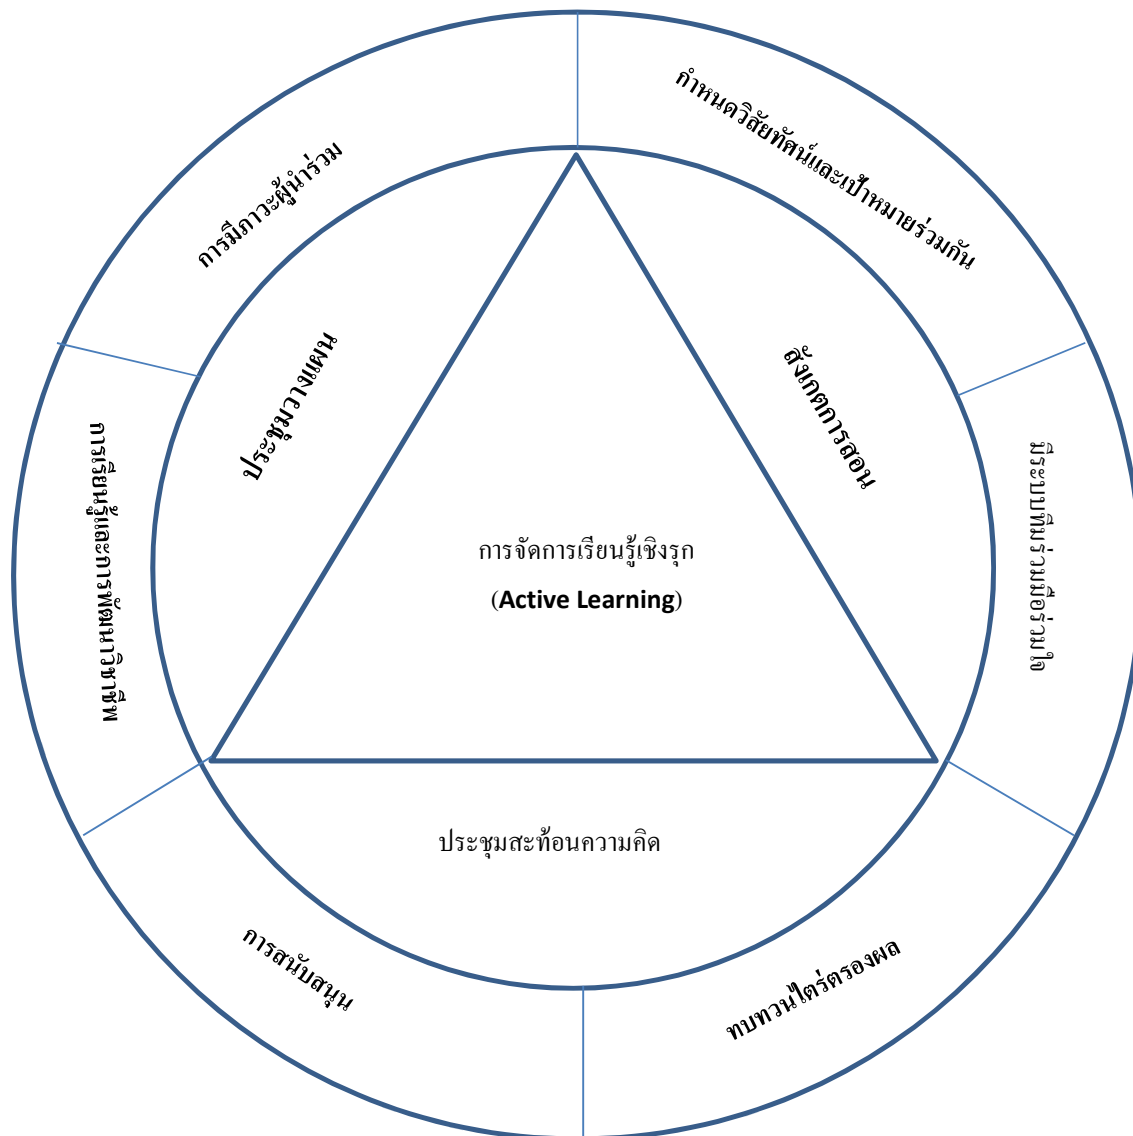 กำหนดวิสัยทัศน์และเป้าหมายร่วมกัน
การมีภาวะผู้นำร่วม
ประชุมวางแผน
สังเกตการสอน
การเรียนรู้และการพัฒนาวิชาชีพ
มีระบบทีมร่วมมือร่วมใจ
การจัดการเรียนรู้เชิงรุก
(Active Learning)
ประชุมสะท้อนความคิด
การสนับสนุน
ทบทวนไตร่ตรองผล